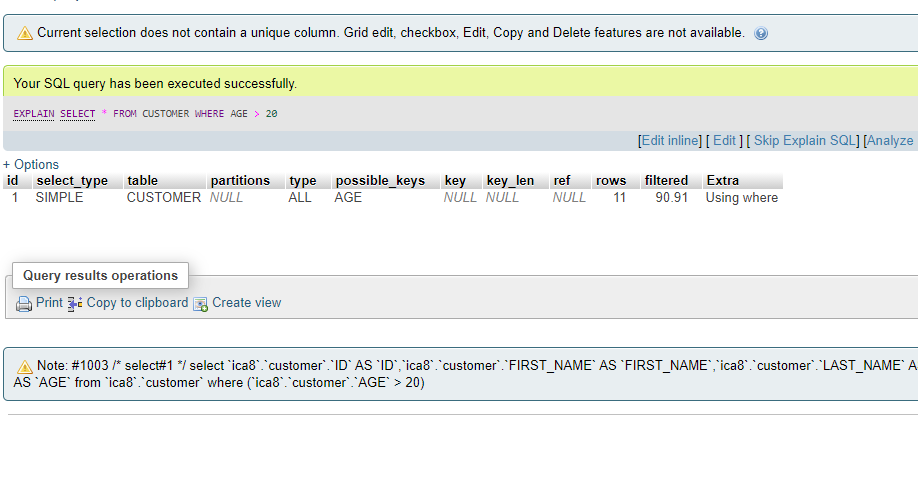 Current selection does not contain a unique column. Grid edit, checkbox, Edit, Copy and Delete features are not available.
Your SQL query has been executed successfully.
EXPLAIN SELECT * FROM CUSTOMER WHERE AGE > 20
[Edit inline] [ Edit ] [ Skip Explain SQL] [Analyze
+ Options
id select_type table partitions type possible_keys key key_len ref rows filtered Extra
1 SIMPLE CUSTOMER NULL ALL AGE NULL NULL NULL 11 90.91 Using where
Query results operations
Print Copy to clipboard Create view
Note: #1003 /* select#1 */ select `ica8`.`customer`.`ID` AS `ID`,`ica8`.`customer`.`FIRST_NAME` AS `FIRST_NAME`,`ica8`.`customer`.`LAST_NAME` A
AS `AGE` from `ica8`.`customer` where (`ica8`.`customer`.`AGE` > 20)